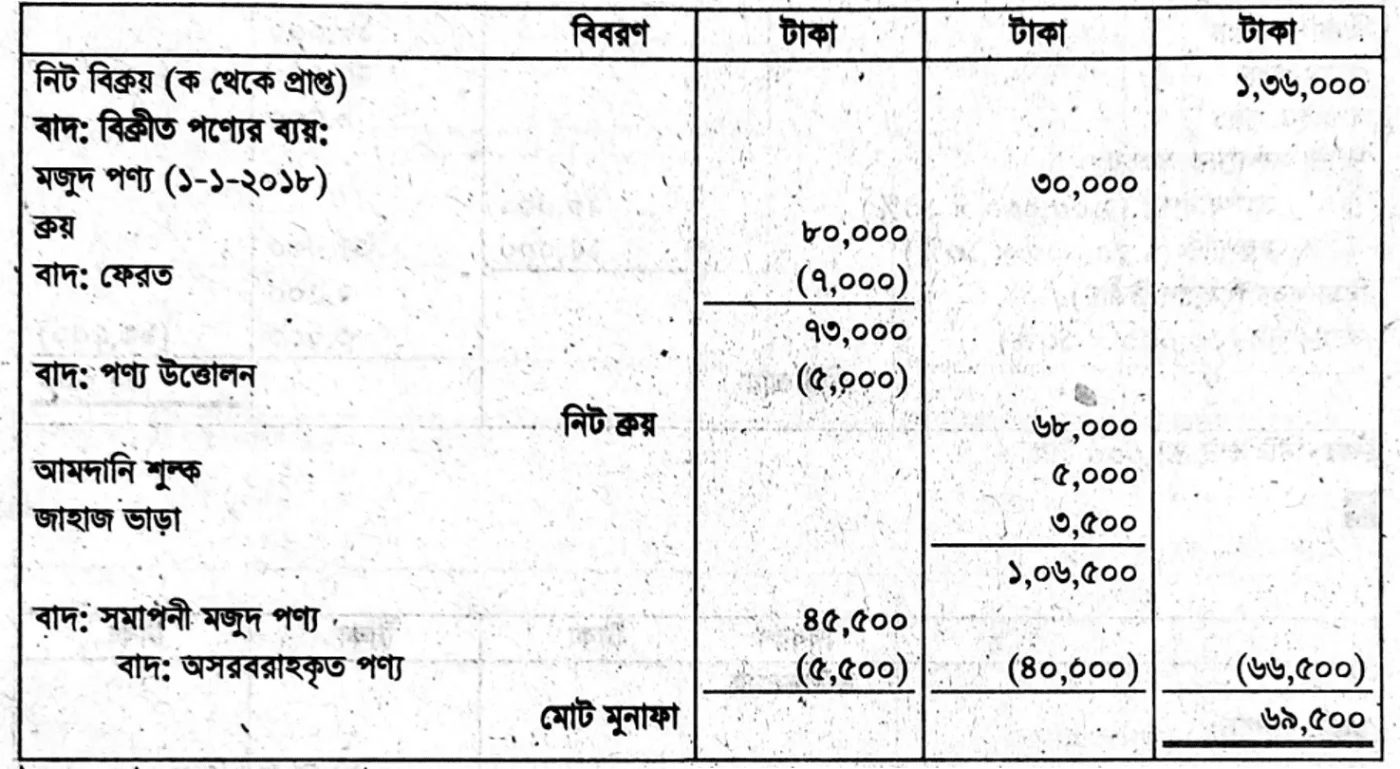 বিবরণ টাকা টাকা টাকা
নিট বিক্রয় (ক থেকে প্রাপ্ত) ১,৩৬,০০০
বাদ: বিক্রীত পণ্যের ব্যয়:
মজুদ পণ্য (১-১-২০১৮) ৩০,০০০
ক্রয় ৮০,০০০
বাদ: ফেরত (৭,০০০)
৭৩,০০০
বাদ: পণ্য উত্তোলন (৫,০০০)
নিট ক্রয় ৬৮,০০০
আমদানি শুল্ক ৫,০০০
জাহাজ ভাড়া ৩,৫০০
১,০৬,৫০০
বাদ: সমাপনী মজুদ পণ্য ৪৫,৫০০
বাদ: অসরবরাহকৃত পণ্য (৫,৫০০) (৪০,০০০) (৬৬,৫০০)
মোট মুনাফা ৬৯,৫০০